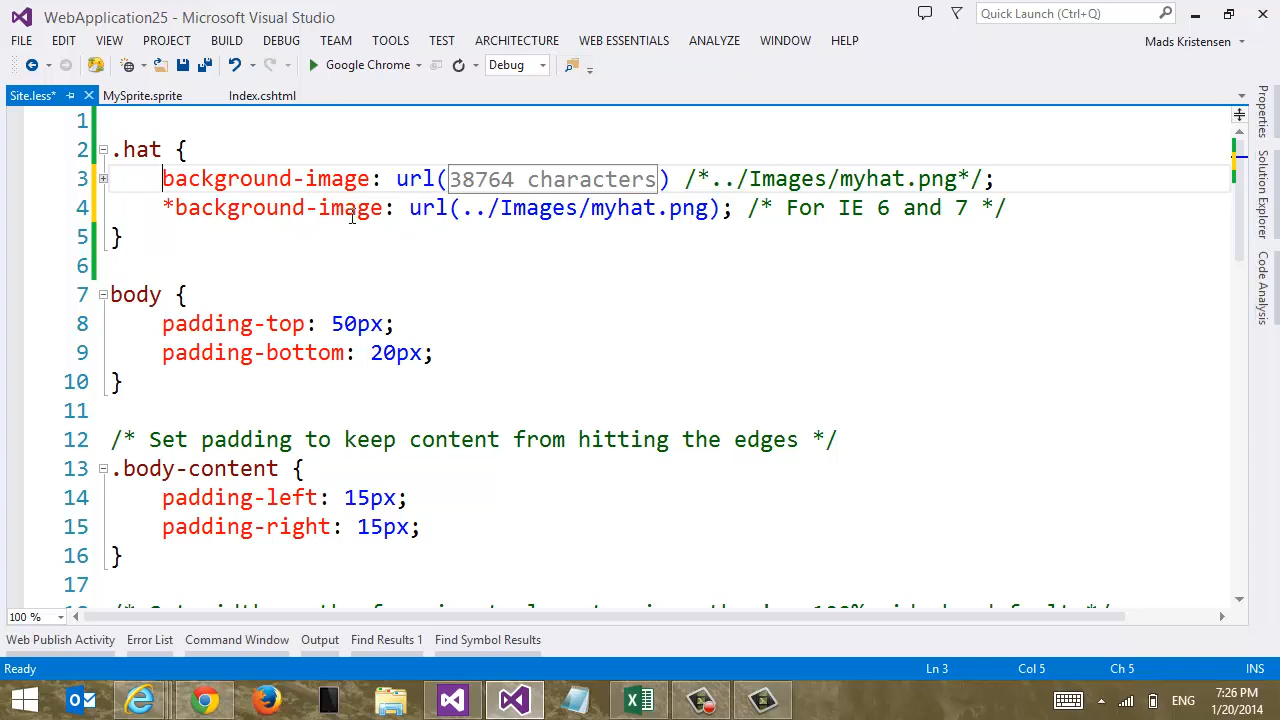 WebApplication25 - Microsoft Visual Studio
Quick Launch (Ctrl+Q)
FILE EDIT VIEW PROJECT BUILD DEBUG TEAM TOOLS TEST ARCHITECTURE WEB ESSENTIALS ANALYZE WINDOW HELP
Mads Kristensen
Google Chrome
Debug
Site.less*
MySprite.sprite
Index.cshtml
1
2 .hat {
3 background-image: url(38764 characters) /*../Images/myhat.png*/;
4 *background-image: url(../Images/myhat.png); /* For IE 6 and 7 */
5 }
6
7 body {
8 padding-top: 50px;
9 padding-bottom: 20px;
10 }
11
12 /* Set padding to keep content from hitting the edges */
13 .body-content {
14 padding-left: 15px;
15 padding-right: 15px;
16 }
17
Properties
Solution Explorer
Code Analysis
100 %
Web Publish Activity Error List Command Window Output Find Results 1 Find Symbol Results
Ready
Ln 3
Col 5
Ch 5
INS
ENG
7:26 PM
1/20/2014